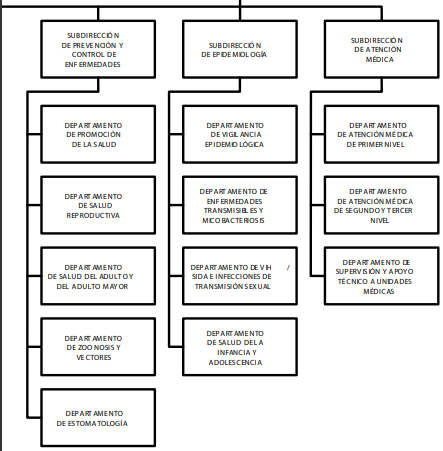 SUBDIRECCIÓN
DE PREVENCIÓN Y
CONTROL DE
ENFERMEDADES
DEPARTAMENTO
DE PROMOCIÓN
DE LA SALUD
DEPARTAMENTO
DE SALUD
REPRODUCTIVA
DEPARTAMENTO
DE SALUD DEL ADULTO Y
DEL ADULTO MAYOR
DEPARTAMENTO
DE ZOONOSIS Y
VECTORES
DEPARTAMENTO
DE ESTOMATOLOGÍA
SUBDIRECCIÓN
DE EPIDEMIOLOGÍA
DEPARTAMENTO
DE VIGILANCIA
EPIDEMIOLÓGICA
DEPARTAMENTO DE
ENFERMEDADES
TRANSMISIBLES Y
MICOBACTERIOSIS
DEPARTAMENTO DE VIH /
SIDA E INFECCIONES DE
TRANSMISIÓN SEXUAL
DEPARTAMENTO
DE SALUD DE LA
INFANCIA Y
ADOLESCENCIA
SUBDIRECCIÓN
DE ATENCIÓN
MÉDICA
DEPARTAMENTO
DE ATENCIÓN MÉDICA
DE PRIMER NIVEL
DEPARTAMENTO
DE ATENCIÓN MÉDICA
DE SEGUNDO Y TERCER
NIVEL
DEPARTAMENTO DE
SUPERVISIÓN Y APOYO
TÉCNICO A UNIDADES
MÉDICAS